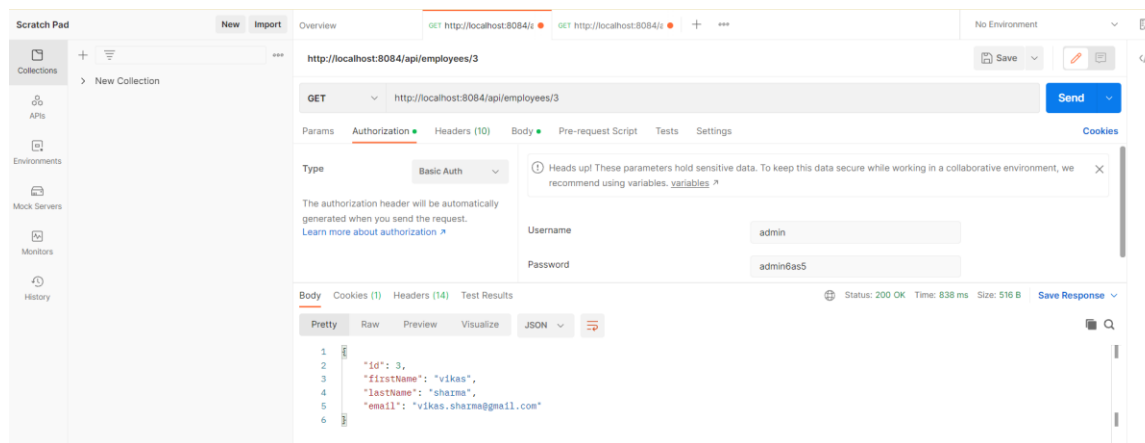 Scratch Pad New Import Overview GET http://localhost:8084/a GET http://localhost:8084/a No Environment
Collections
APIs
Environments
Mock Servers
Monitors
History
New Collection
http://localhost:8084/api/employees/3 Save
GET http://localhost:8084/api/employees/3 Send
Params Authorization Headers (10) Body Pre-request Script Tests Settings Cookies
Type Basic Auth
The authorization header will be automatically
generated when you send the request.
Learn more about authorization ↗
Heads up! These parameters hold sensitive data. To keep this data secure while working in a collaborative environment, we
recommend using variables. variables ↗
Username admin
Password admin6as5
Body Cookies (1) Headers (14) Test Results Status: 200 OK Time: 838 ms Size: 516 B Save Response
Pretty Raw Preview Visualize JSON
1
2 "id": 3,
3 "firstName": "vikas",
4 "lastName": "sharma",
5 "email": "vikas.sharma@gmail.com"
6